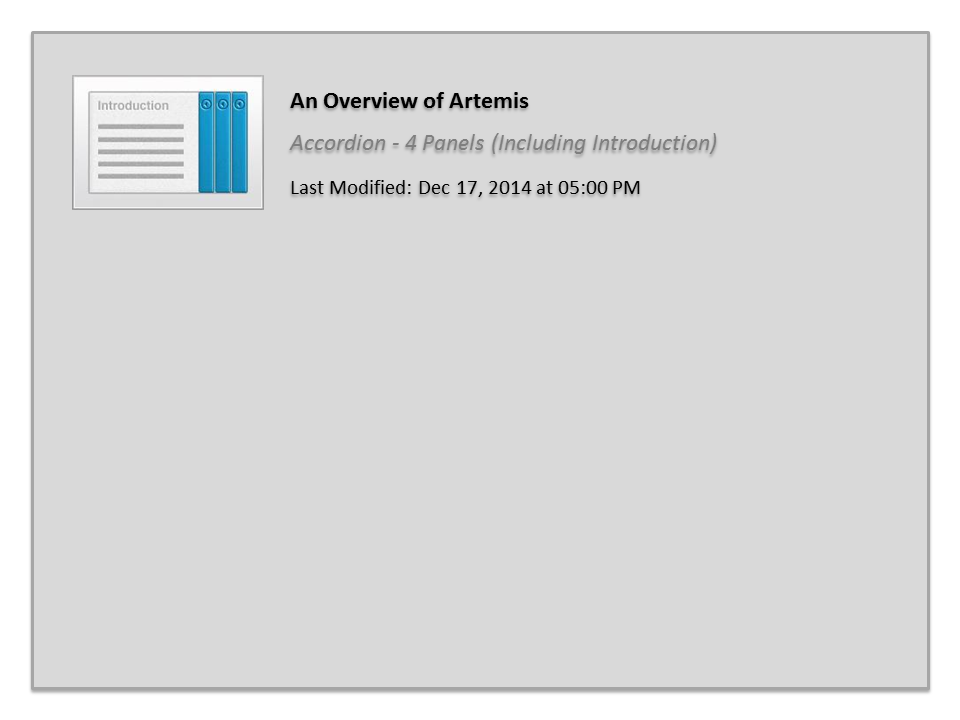 Introduction
An Overview of Artemis
Accordion - 4 Panels (Including Introduction)
Last Modified: Dec 17, 2014 at 05:00 PM